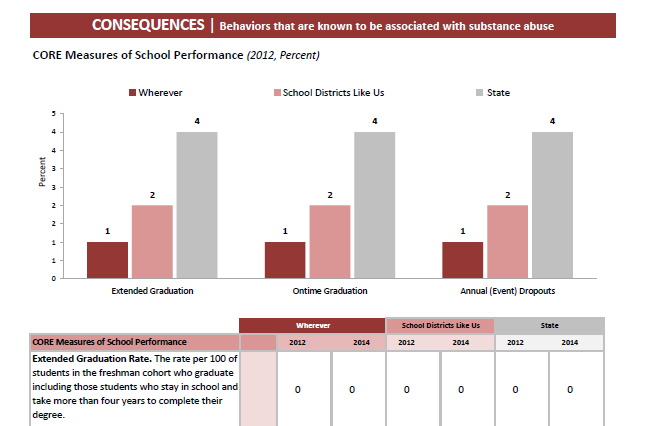 CONSEQUENCES | Behaviors that are known to be associated with substance abuse
CORE Measures of School Performance (2012, Percent)
Wherever School Districts Like Us State
Percent
5
4
4
3
3
2
2
1
1
0
1 2 4
1 2 4
1 2 4
Extended Graduation Ontime Graduation Annual (Event) Dropouts
Wherever School Districts Like Us State
CORE Measures of School Performance 2012 2014 2012 2014 2012 2014
Extended Graduation Rate. The rate per 100 of
students in the freshman cohort who graduate
including those students who stay in school and
take more than four years to complete their
degree.
0 0 0 0 0 0